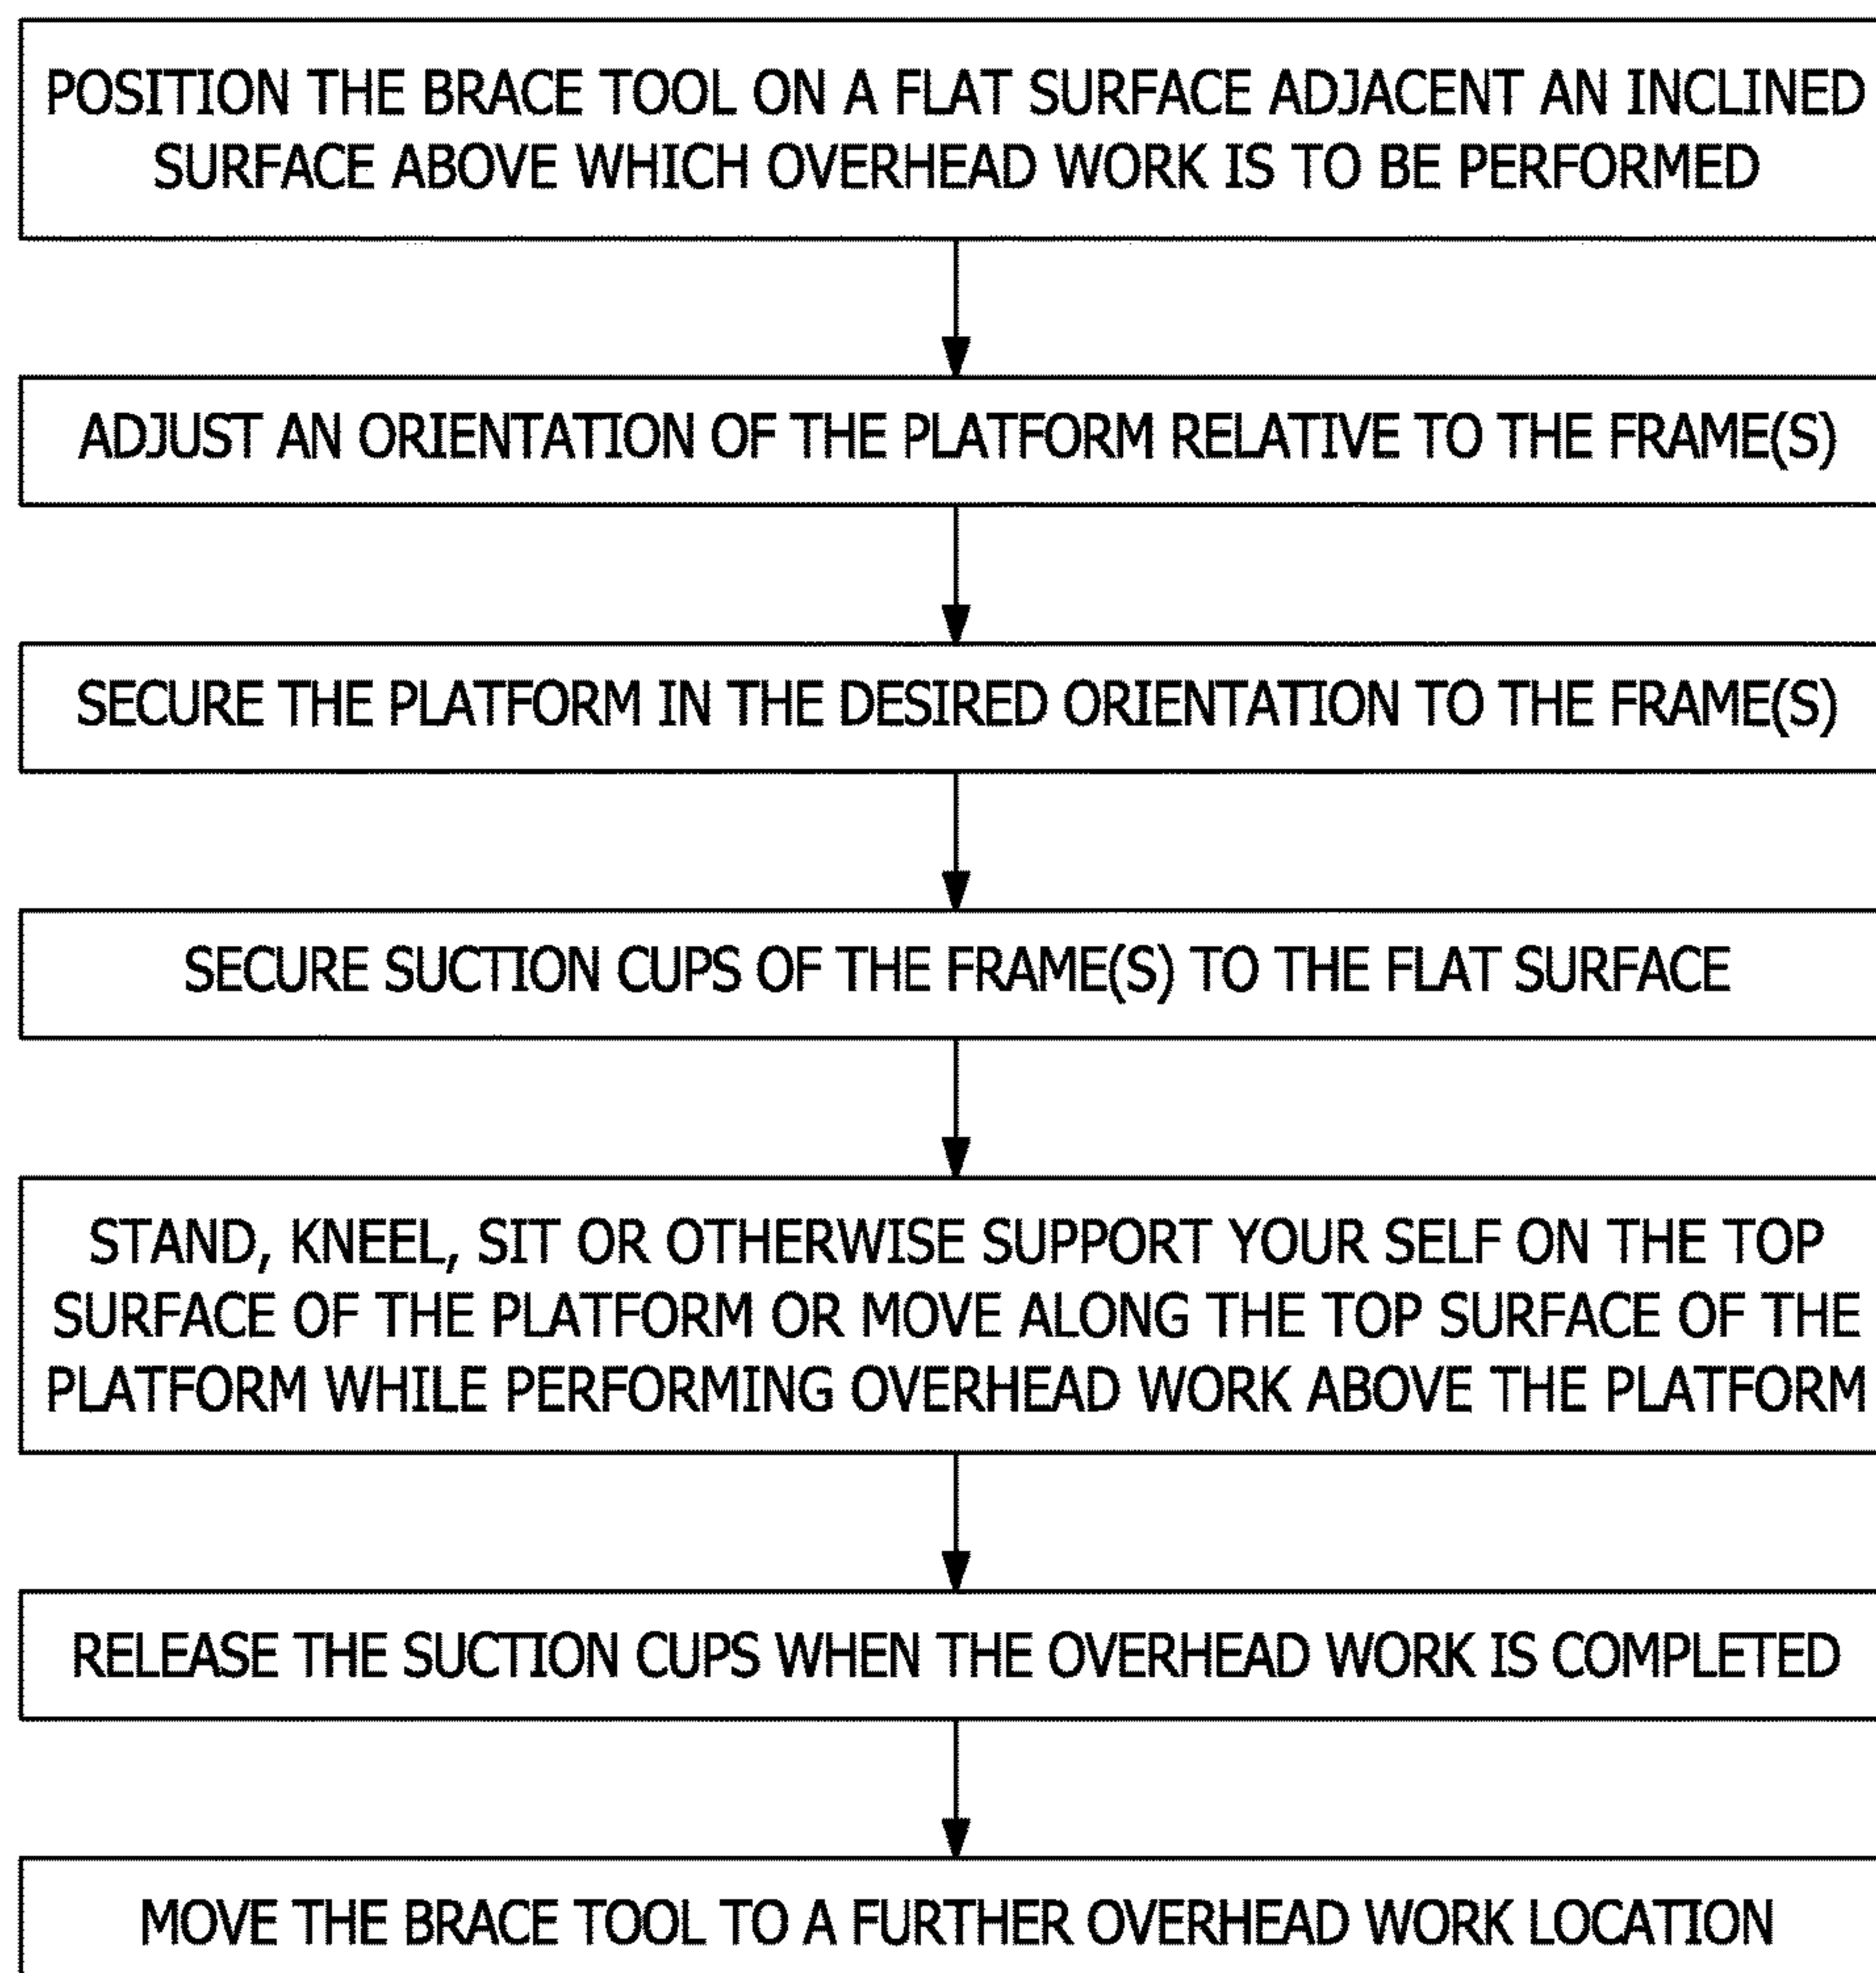 POSITION THE BRACE TOOL ON A FLAT SURFACE ADJACENT AN INCLINED
SURFACE ABOVE WHICH OVERHEAD WORK IS TO BE PERFORMED
ADJUST AN ORIENTATION OF THE PLATFORM RELATIVE TO THE FRAME(S)
SECURE THE PLATFORM IN THE DESIRED ORIENTATION TO THE FRAME(S)
SECURE SUCTION CUPS OF THE FRAME(S) TO THE FLAT SURFACE
STAND, KNEEL, SIT OR OTHERWISE SUPPORT YOUR SELF ON THE TOP
SURFACE OF THE PLATFORM OR MOVE ALONG THE TOP SURFACE OF THE
PLATFORM WHILE PERFORMING OVERHEAD WORK ABOVE THE PLATFORM
RELEASE THE SUCTION CUPS WHEN THE OVERHEAD WORK IS COMPLETED
MOVE THE BRACE TOOL TO A FURTHER OVERHEAD WORK LOCATION